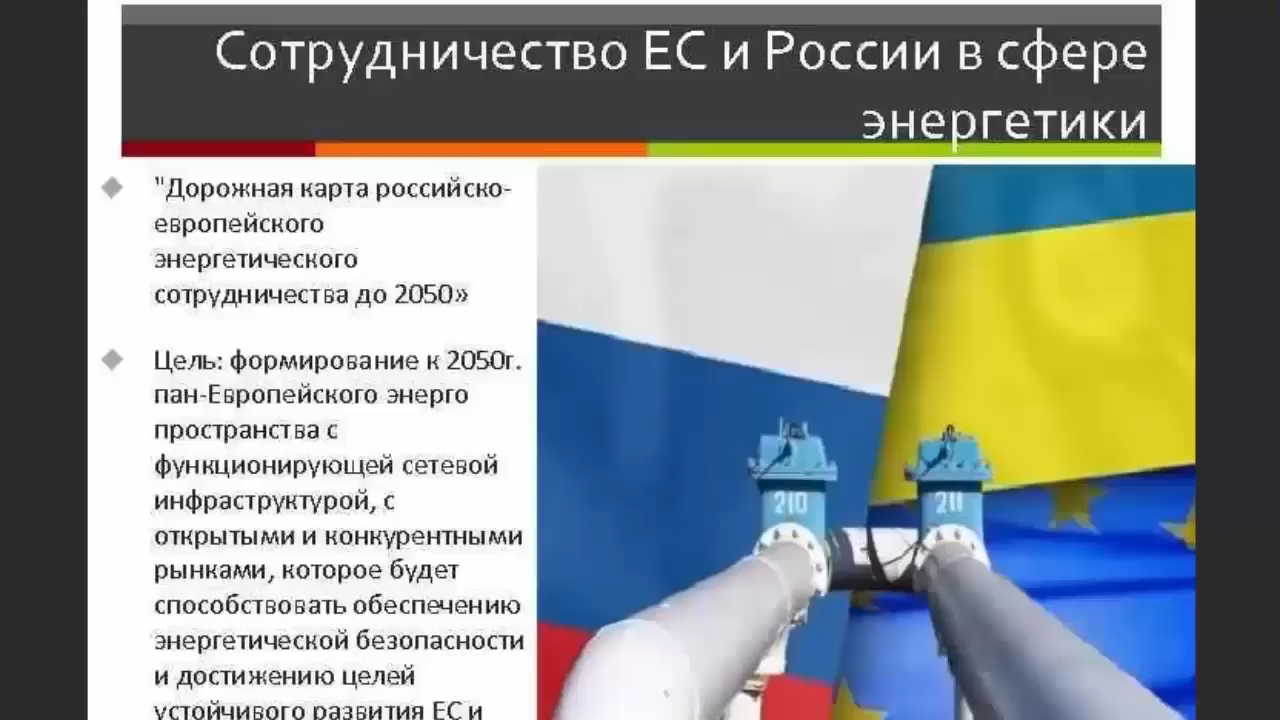 Сотрудничество ЕС и России в сфере
энергетики
"Дорожная карта российско-
европейского
энергетического
сотрудничества до 2050»
Цель: формирование к 2050г.
пан-Европейского энерго
пространства с
функционирующей сетевой
инфраструктурой, с
открытыми и конкурентными
рынками, которое будет
способствовать обеспечению
энергетической безопасности
и достижению целей
устойчивого развития ЕС и
210
211